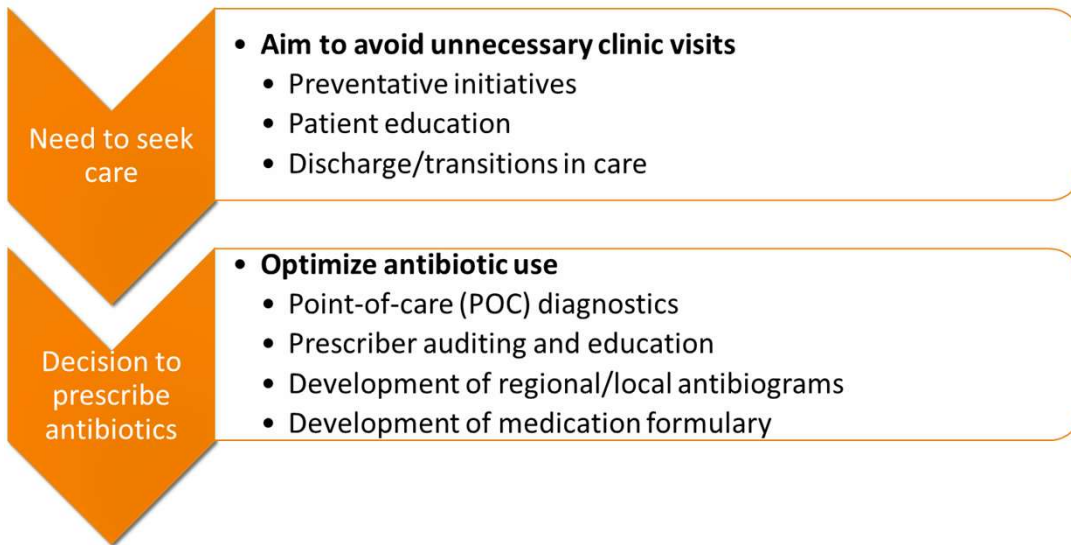 Need to seek
care
• Aim to avoid unnecessary clinic visits
• Preventative initiatives
• Patient education
• Discharge/transitions in care
Decision to
prescribe
antibiotics
• Optimize antibiotic use
• Point-of-care (POC) diagnostics
• Prescriber auditing and education
• Development of regional/local antibiograms
• Development of medication formulary